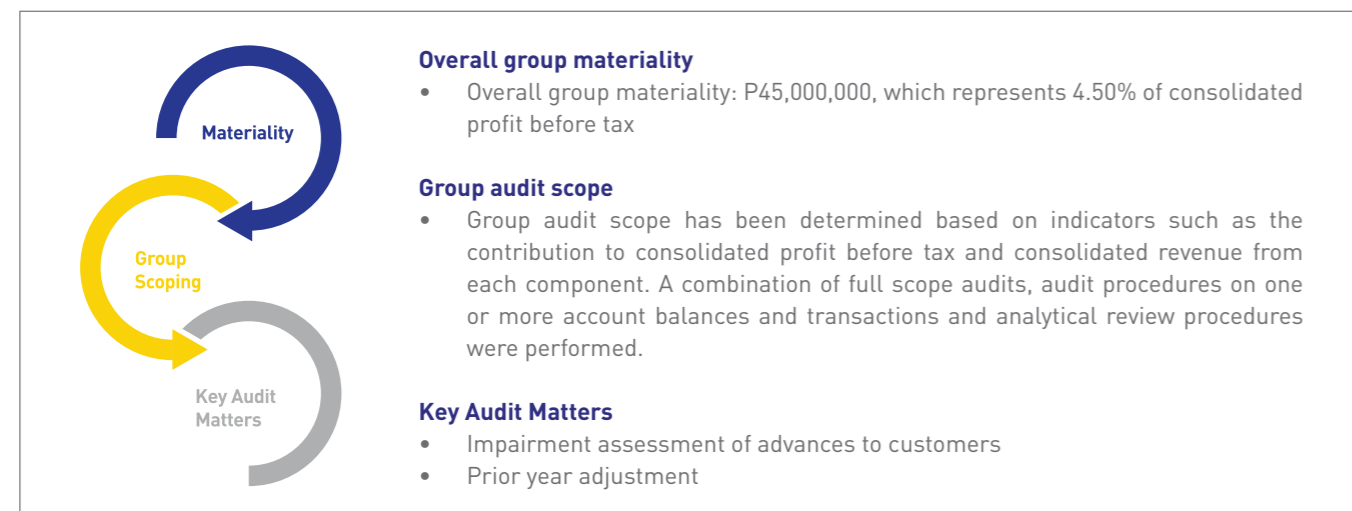 Materiality
Group
Scoping
Key Audit
Matters
Overall group materiality
• Overall group materiality: P45,000,000, which represents 4.50% of consolidated
profit before tax
Group audit scope
• Group audit scope has been determined based on indicators such as the
contribution to consolidated profit before tax and consolidated revenue from
each component. A combination of full scope audits, audit procedures on one
or more account balances and transactions and analytical review procedures
were performed.
Key Audit Matters
• Impairment assessment of advances to customers
• Prior year adjustment